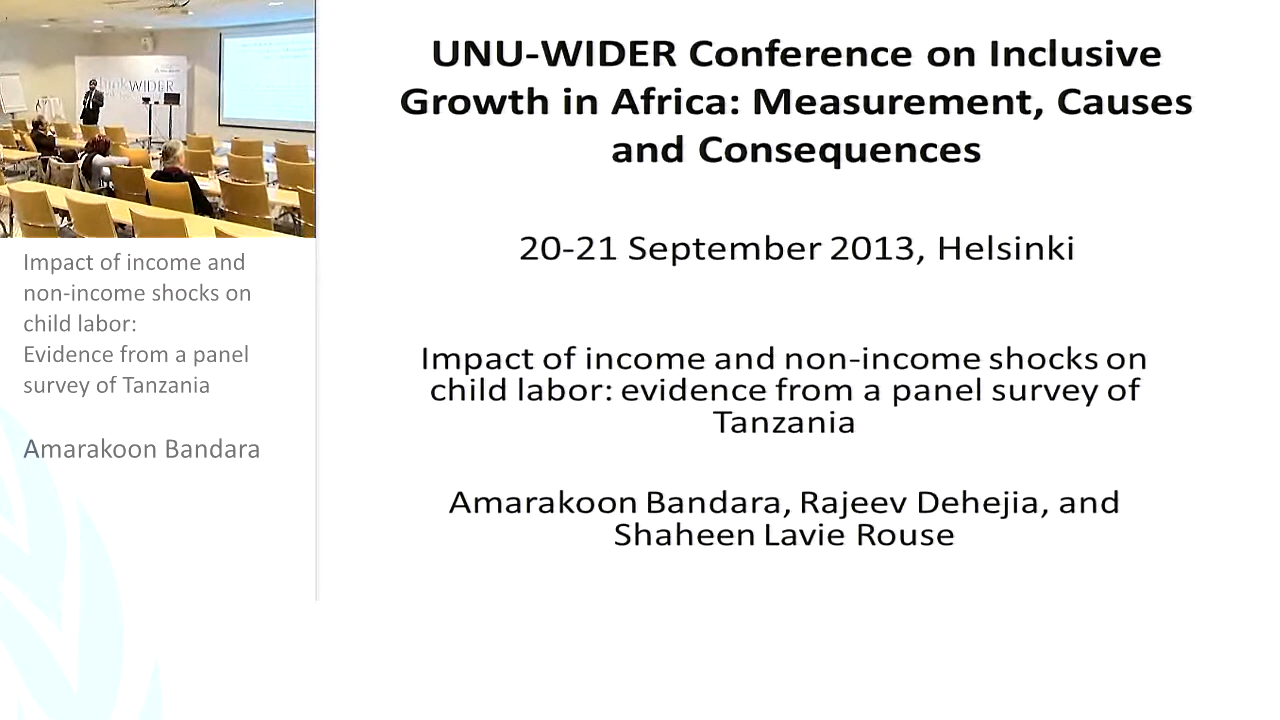 WIDER
Impact of income and
non-income shocks on
child labor:
Evidence from a panel
survey of Tanzania
Amarakoon Bandara
UNU-WIDER Conference on Inclusive
Growth in Africa: Measurement, Causes
and Consequences
20-21 September 2013, Helsinki
Impact of income and non-income shocks on
child labor: evidence from a panel survey of
Tanzania
Amarakoon Bandara, Rajeev Dehejia, and
Shaheen Lavie Rouse